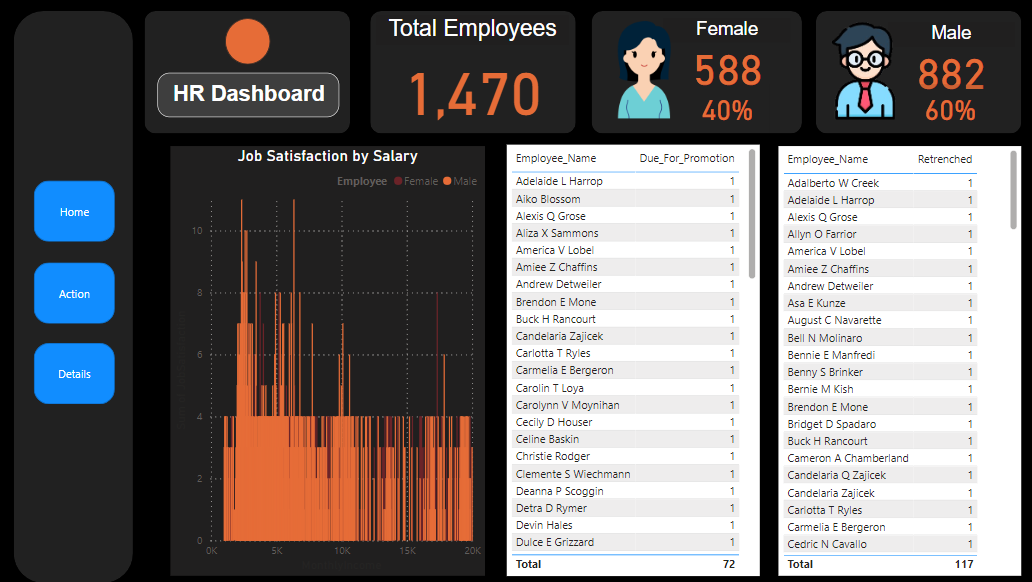 HR Dashboard
Total Employees
1,470
Female
588
40%
Male
882
60%
Home
Action
Details
Job Satisfaction by Salary
Employee Female Male
10
8
6
4
2
0
0K 5K 10K 15K 20K
Employee_Name Due_For_Promotion
Adelaide L Harrop 1
Aiko Blossom 1
Alexis Q Grose 1
Aliza X Sammons 1
America V Lobel 1
Amiee Z Chaffins 1
Andrew Detweiler 1
Brendon E Mone 1
Buck H Rancourt 1
Candelaria Zajicek 1
Carlotta T Ryles 1
Carmelia E Bergeron 1
Carolin T Loya 1
Carolynn V Moynihan 1
Cecily D Houser 1
Celine Baskin 1
Christie Rodger 1
Clemente S Wiechmann 1
Deanna P Scoggin 1
Detra D Rymer 1
Devin Hales 1
Dulce E Grizzard 1
Total 72
Employee_Name Retrenched
Adalberto W Creek 1
Adelaide L Harrop 1
Alexis Q Grose 1
Allyn O Farrior 1
America V Lobel 1
Amiee Z Chaffins 1
Andrew Detweiler 1
Asa E Kunze 1
August C Navarette 1
Bell N Molinaro 1
Bennie E Manfredi 1
Benny S Brinker 1
Bernie M Kish 1
Brendon E Mone 1
Bridget D Spadaro 1
Buck H Rancourt 1
Cameron A Chamberland 1
Candelaria Q Zajicek 1
Candelaria Zajicek 1
Carlotta T Ryles 1
Carmelia E Bergeron 1
Cedric N Cavallo 1
Total 117